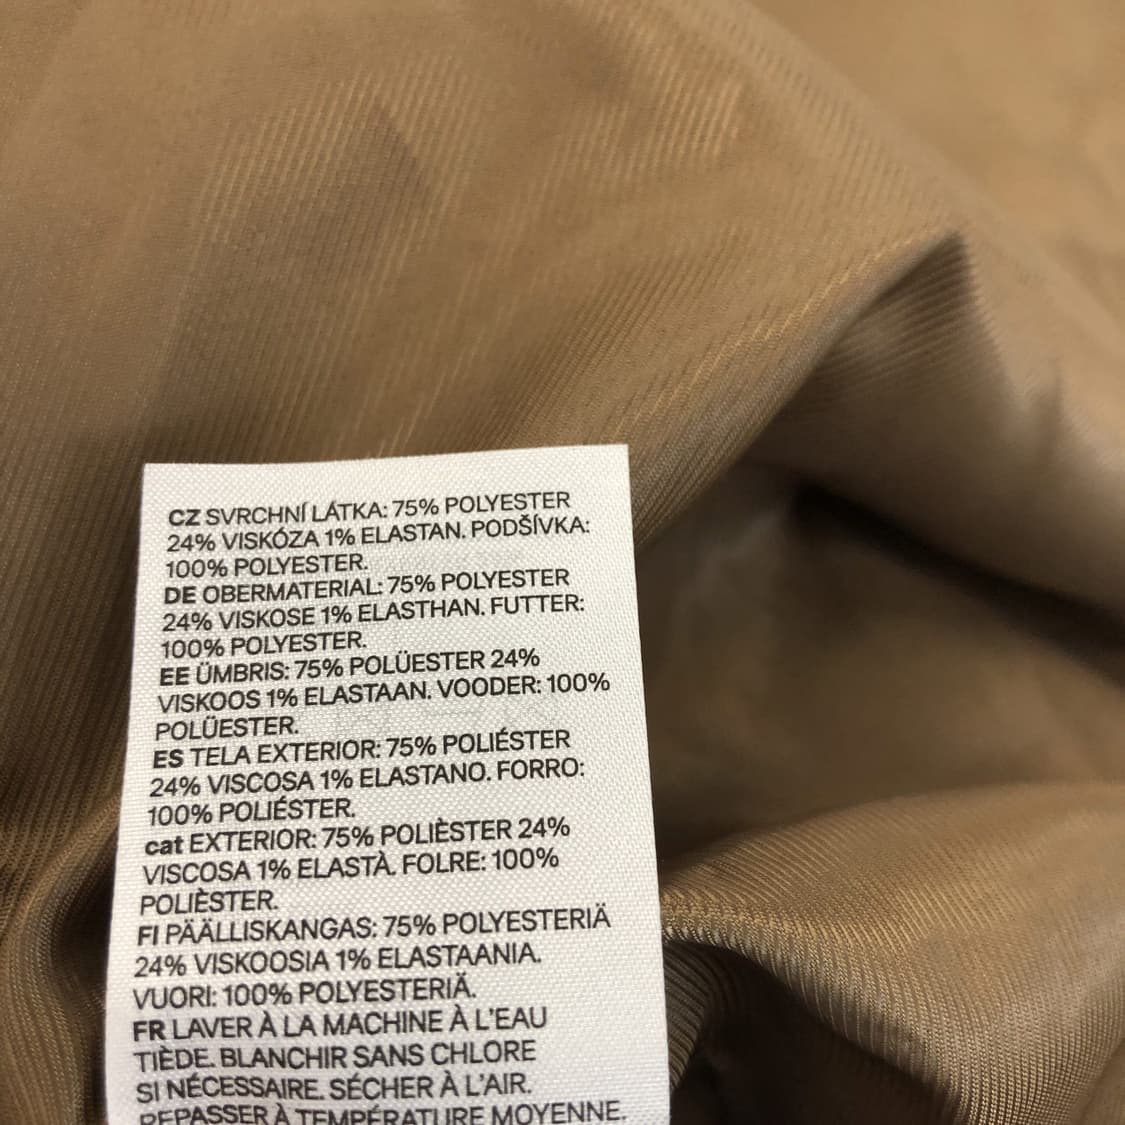 CZ SVRCHNÍ LÁTKA: 75% POLYESTER
24% VISKÓZA 1% ELASTAN. PODŠÍVKA:
100% POLYESTER.
DE OBERMATERIAL: 75% POLYESTER
24% VISKOSE 1% ELASTHAN. FUTTER:
100% POLYESTER.
EE ÜMBRIS: 75% POLÜESTER 24%
VISKOOS 1% ELASTAAN. VOODER: 100%
POLÜESTER.
ES TELA EXTERIOR: 75% POLIÉSTER
24% VISCOSA 1% ELASTANO. FORRO:
100% POLIÉSTER.
cat EXTERIOR: 75% POLIÈSTER 24%
VISCOSA 1% ELASTÀ. FOLRE: 100%
POLIÈSTER.
FI PÄÄLLISKANGAS: 75% POLYESTERIÄ
24% VISKOOSIA 1% ELASTAANIA.
VUORI: 100% POLYESTERIÄ.
FR LAVER À LA MACHINE À L'EAU
TIÈDE. BLANCHIR SANS CHLORE
SI NÉCESSAIRE. SÉCHER À L'AIR.
REPASSER À TEMPÉRATURE MOYENNE.